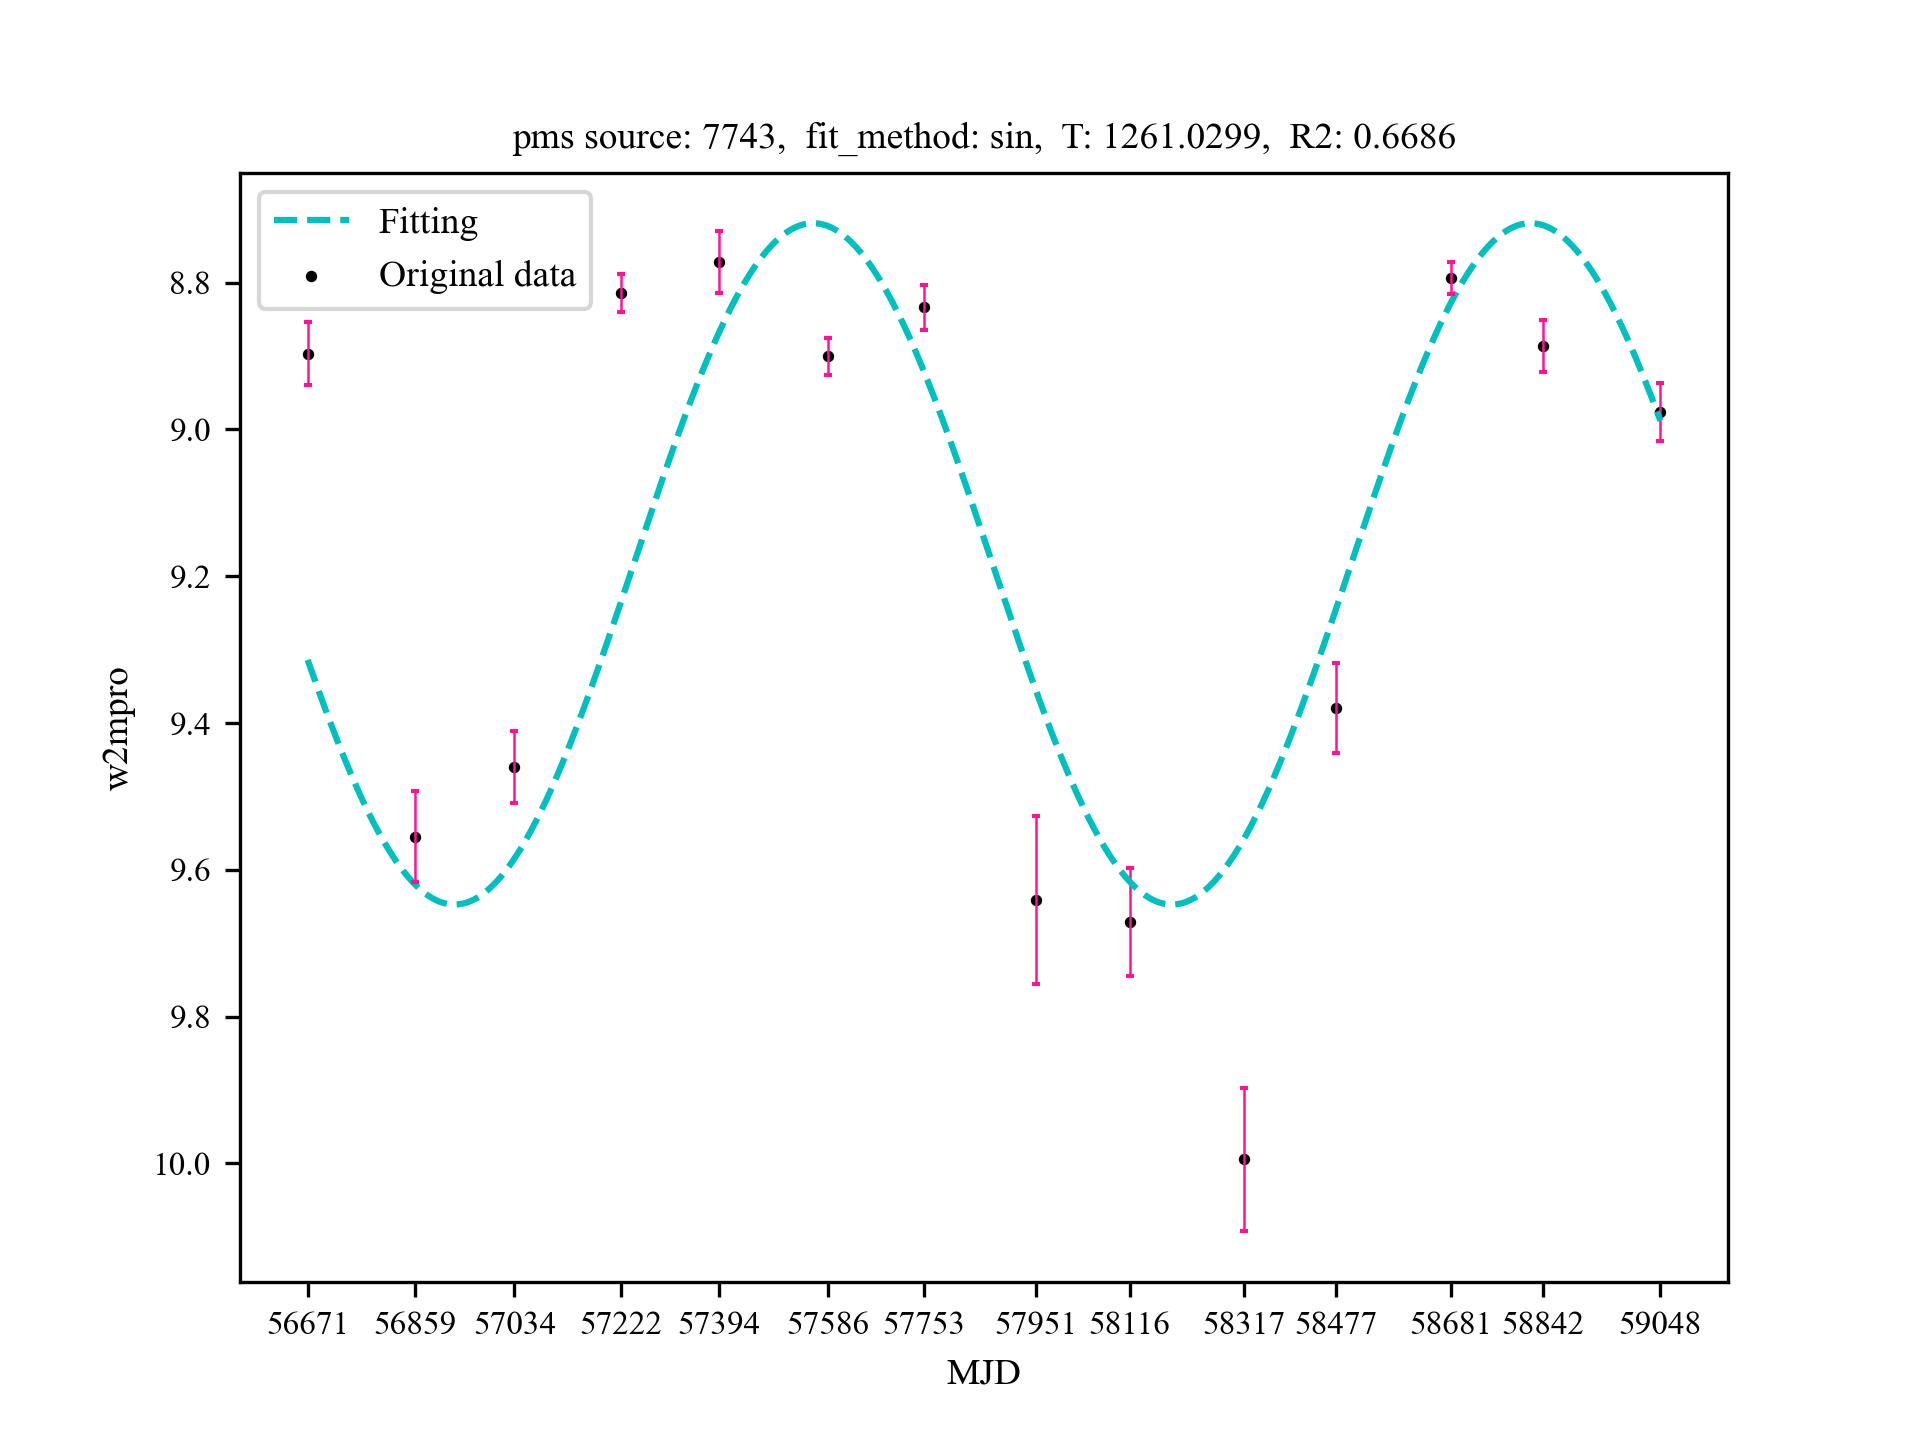 pms source: 7743,  fit_method: sin,  T: 1261.0299,  R2: 0.6686
Fitting
Original data
8.8
9.0
9.2
9.4
9.6
9.8
10.0
w2mpro
56671 56859 57034 57222 57394 57586 57753 57951 58116 58317 58477 58681 58842 59048
MJD